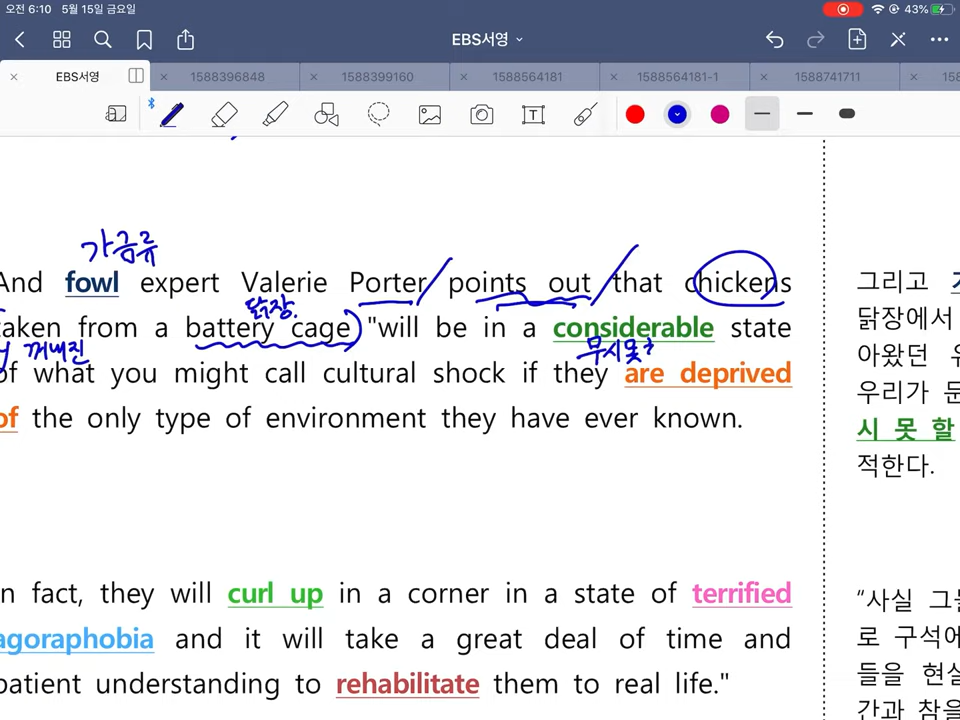 오전 6:10 5월 15일 금요일
43%
EBS서영
EBS서영
1588396848
1588399160
1588564181
1588564181-1
1588741711
가금류
And fowl expert Valerie Porter points out that chickens
닭장.
taken from a battery cage "will be in a considerable state
꺼내진
무시못?
of what you might call cultural shock if they are deprived
of the only type of environment they have ever known.
그리고
닭장에서
아왔던
우리가
시 못 할
적한다.
In fact, they will curl up in a corner in a state of terrified
agoraphobia and it will take a great deal of time and
patient understanding to rehabilitate them to real life."
“사실
로 구석에
들을
간과 참을